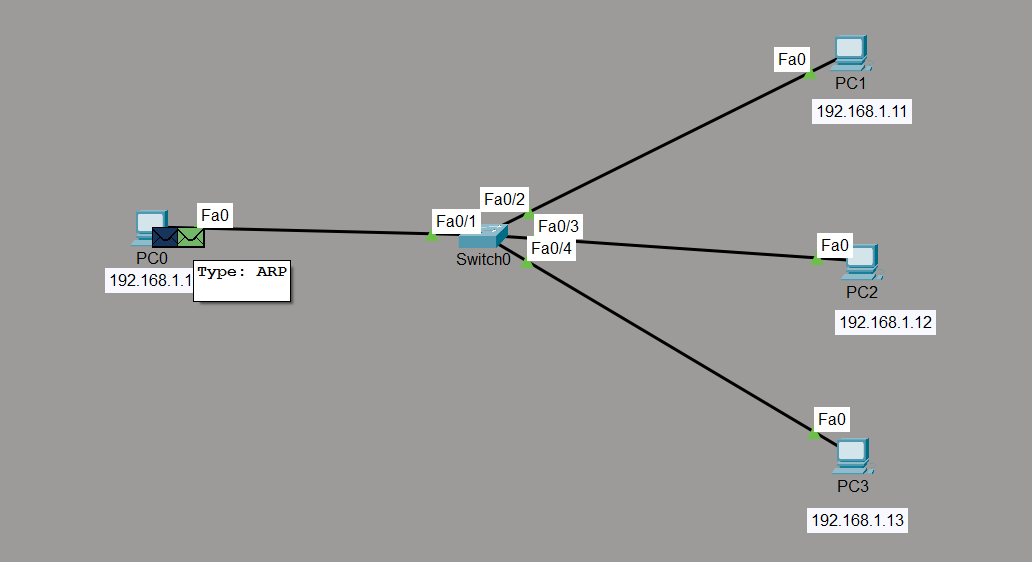 Fa0
PC1
192.168.1.11
Fa0/2
Fa0
Fa0/1
Fa0/3
Fa0/4
Switch0
PC0
192.168.1.1
Type: ARP
Fa0
PC2
192.168.1.12
Fa0
PC3
192.168.1.13